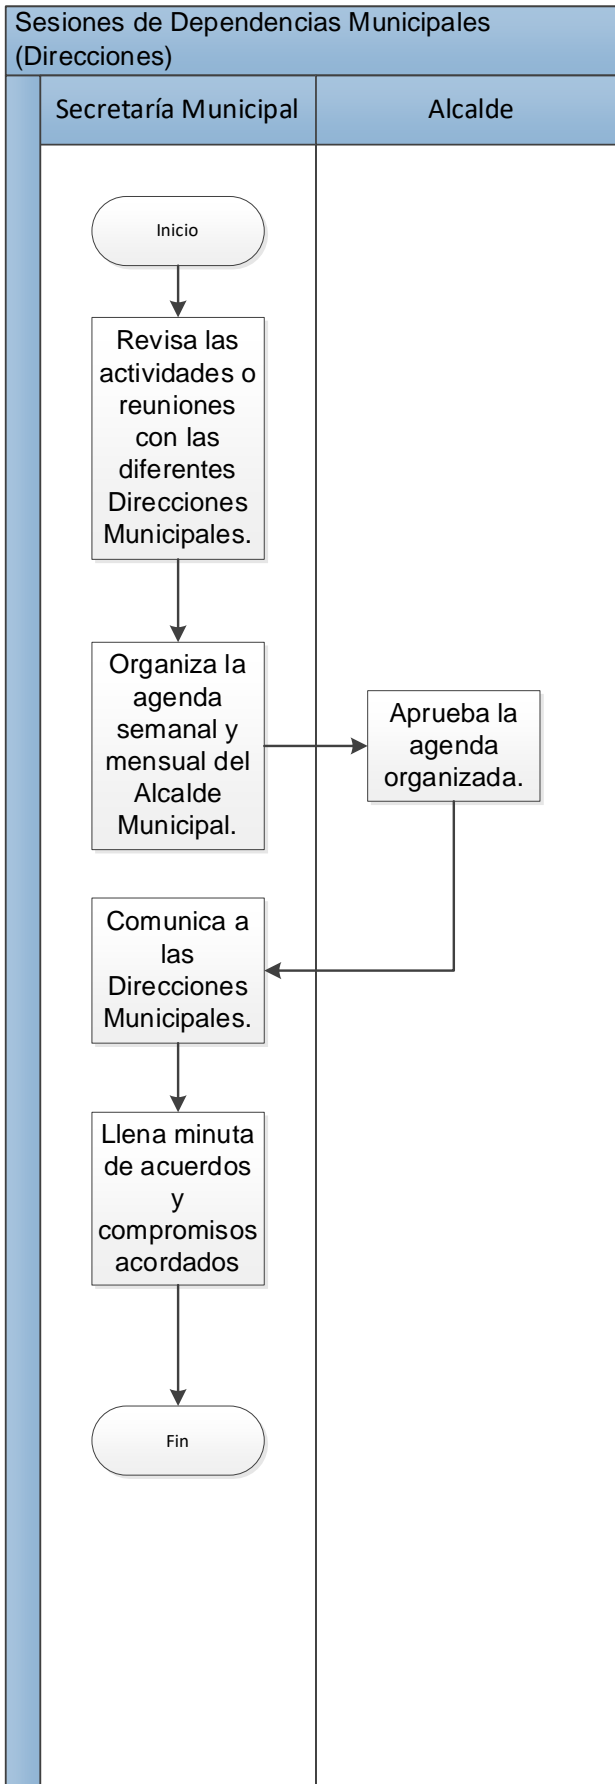 Sesiones de Dependencias Municipales
(Direcciones)
Secretaría Municipal
Alcalde
Inicio
Revisa las
actividades o
reuniones
con las
diferentes
Direcciones
Municipales.
Organiza la
agenda
semanal y
mensual del
Alcalde
Municipal.
Aprueba la
agenda
organizada.
Comunica a
las
Direcciones
Municipales.
Llena minuta
de acuerdos
y
compromisos
acordados
Fin